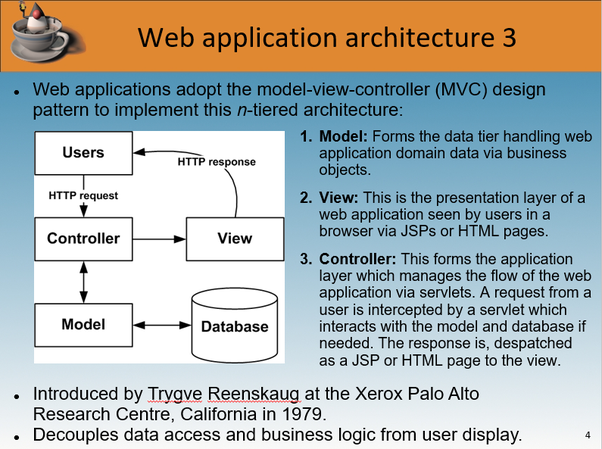 Web application architecture 3
• Web applications adopt the model-view-controller (MVC) design
pattern to implement this n-tiered architecture:
Users
HTTP response
HTTP request
Controller
View
Model
Database
1. Model: Forms the data tier handling web
application domain data via business
objects.
2. View: This is the presentation layer of a
web application seen by users in a
browser via JSPs or HTML pages.
3. Controller: This forms the application
layer which manages the flow of the web
application via servlets. A request from a
user is intercepted by a servlet which
interacts with the model and database if
needed. The response is, despatched
as a JSP or HTML page to the view.
• Introduced by Trygve Reenskaug at the Xerox Palo Alto
Research Centre, California in 1979.
• Decouples data access and business logic from user display.
4